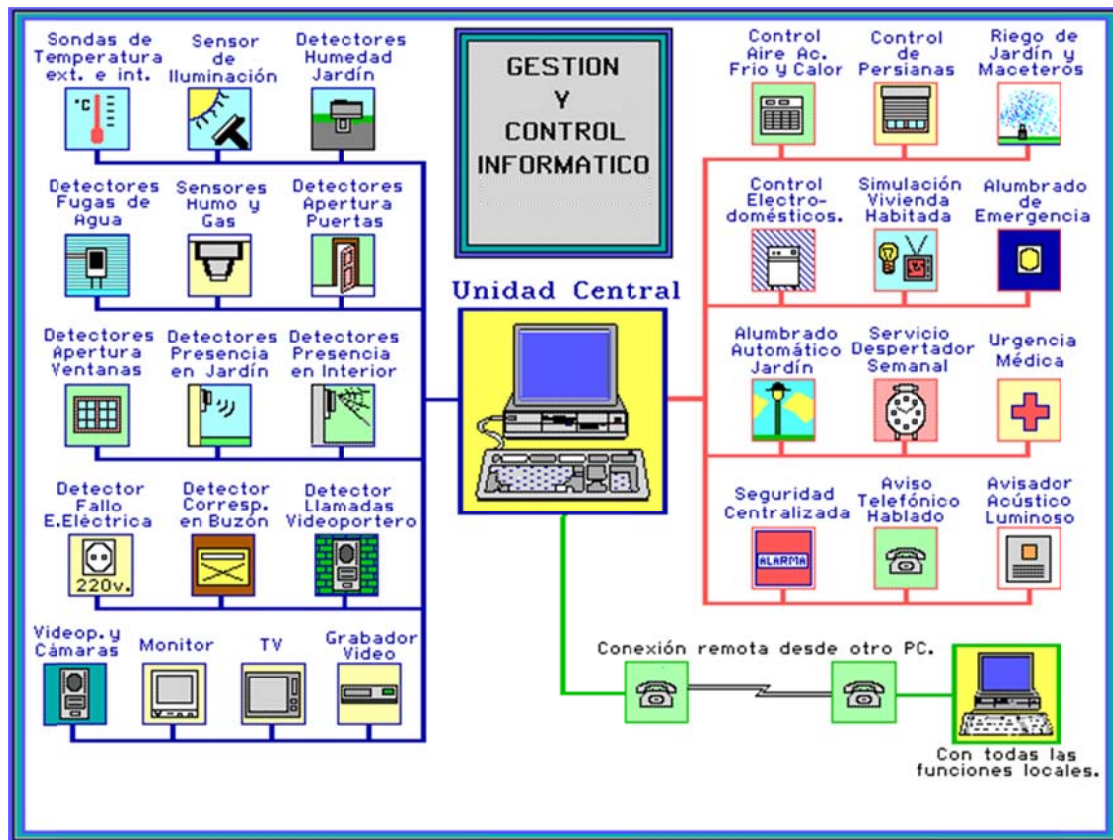 Sondas de
Temperatura
ext. e int.
Sensor
de
Iluminación
Detectores
Humedad
Jardín
°C
Detectores
Fugas de
Agua
Sensores
Humo y
Gas
Detectores
Apertura
Puertas
Detectores
Apertura
Ventanas
Detectores
Presencia
en Jardín
Detectores
Presencia
en Interior
Detector
Fallo
E.Eléctrica
Detector
Corresp.
en Buzón
Detector
Llamadas
Videoportero
220v.
Videop. y
Cámaras
Monitor
TV
Grabador
Video
GESTION
Y
CONTROL
INFORMATICO
Unidad Central
Control
Aire Ac.
Frio y Calor
Control
de
Persianas
Riego de
Jardín y
Maceteros
Control
Electro-
domésticos.
Simulación
Vivienda
Habitada
Alumbrado
de
Emergencia
Alumbrado
Automático
Jardín
Servicio
Despertador
Semanal
Urgencia
Médica
Seguridad
Centralizada
Aviso
Telefónico
Hablado
Avisador
Acústico
Luminoso
ALARMA
Conexión remota desde otro PC.
Con todas las
funciones locales.